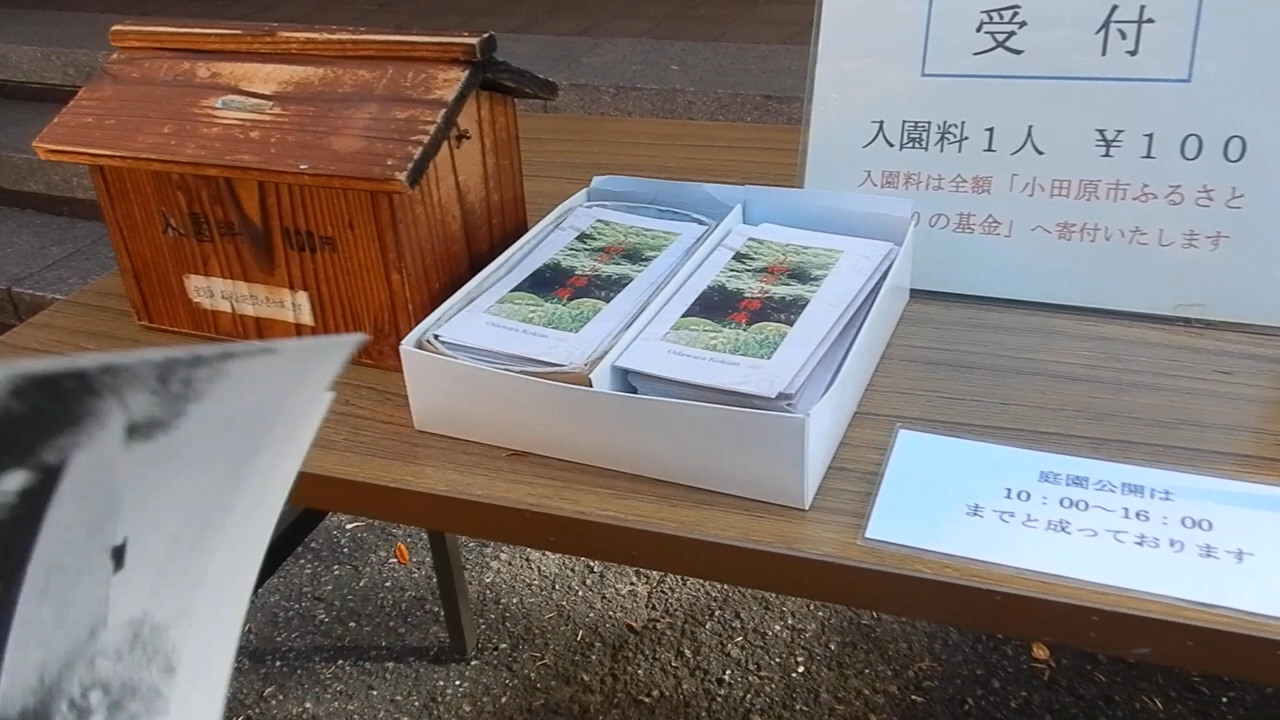 受 付
入園料1人 ¥100
入園料は全額「小田原市ふるさと
りの基金」へ寄付いたします
入園料 100円
Odawara Kokian
Odawara Kokian
庭園公開は
10:00~16:00
までと成っております